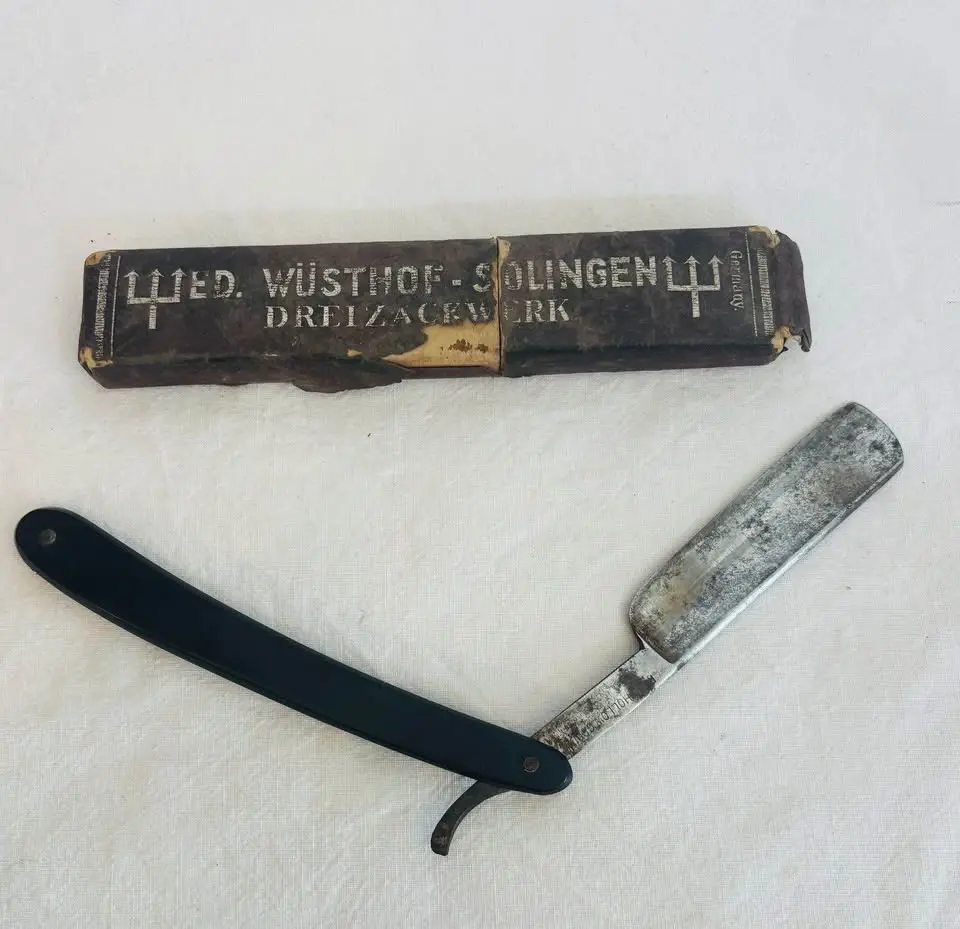 ED. WÜSTHOF - SOLINGEN
DREIZACKWERK
Germany.